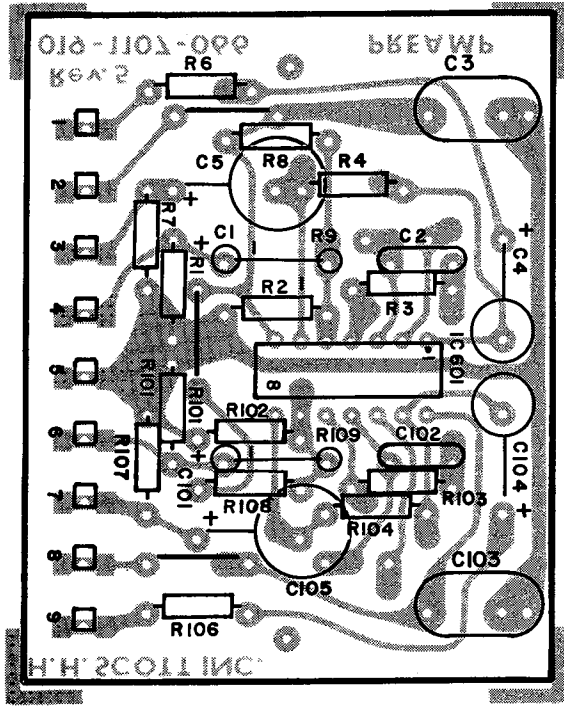 019-1107-066 PREAMP
Rev. S
R6
C3
1
R8
C5
R4
2
+
R7
3
+
C1
R9
C2
+
C4
R1
R2
R3
4
IC601
1
8
5
R101
R101
R102
6
R109
C102
+
R107
C101
R108
R103
C104
7
+
R104
+
8
C105
C103
9
R106
H.H. SCOTT INC.